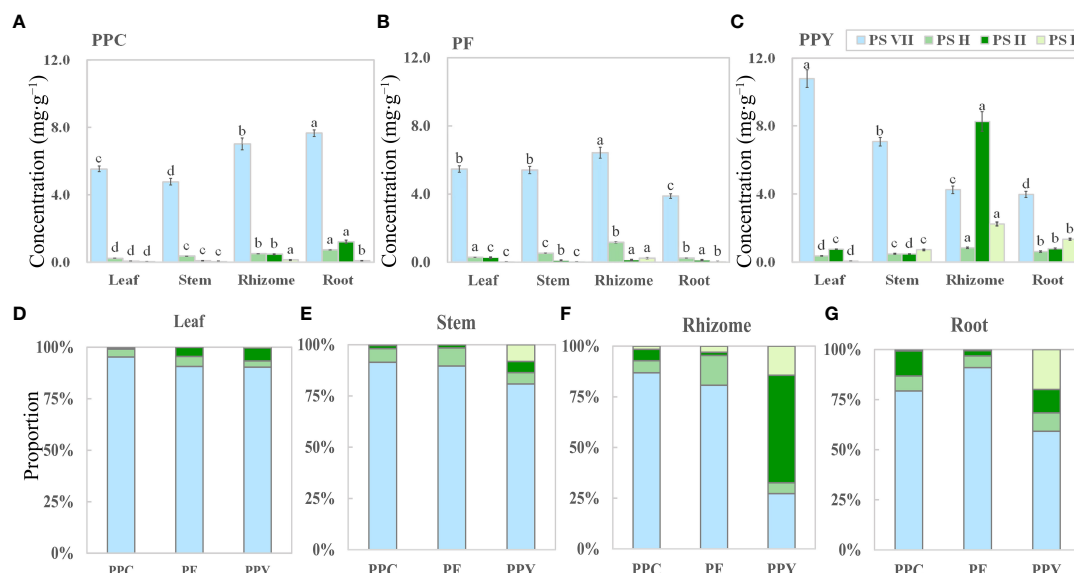 A
PPC
Concentration (mg·g⁻¹)
12.0
8.0
4.0
0.0
c
d
d
d
d
c
c
c
b
b
b
a
a
a
a
b
Leaf
Stem
Rhizome
Root
B
PF
Concentration (mg·g⁻¹)
12.0
8.0
4.0
0.0
b
a
c
c
b
c
b
c
a
a
a
a
c
b
a
b
Leaf
Stem
Rhizome
Root
C
PPY
PS VII
PS H
PS II
PS I
Concentration (mg·g⁻¹)
12.0
8.0
4.0
0.0
a
d
d
d
b
c
c
c
c
a
a
a
d
b
b
b
Leaf
Stem
Rhizome
Root
D
Leaf
Proportion
100%
75%
50%
25%
0%
PPC
PF
PPY
E
Stem
100%
75%
50%
25%
0%
PPC
PF
PPY
F
Rhizome
100%
75%
50%
25%
0%
PPC
PF
PPY
G
Root
100%
75%
50%
25%
0%
PPC
PF
PPY